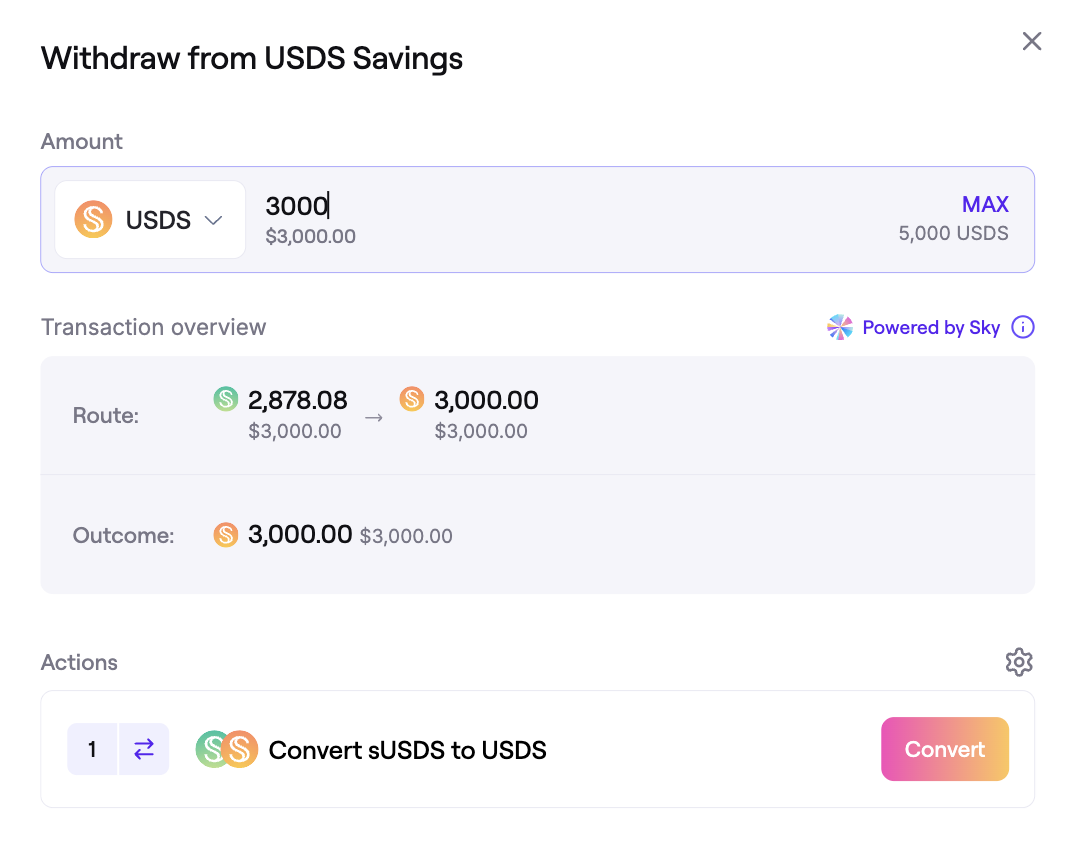 Withdraw from USDS Savings
Amount
USDS
3000
$3,000.00
MAX
5,000 USDS
Transaction overview
Powered by Sky
Route:
2,878.08
$3,000.00
→
3,000.00
$3,000.00
Outcome:
3,000.00 $3,000.00
Actions
1
Convert sUSDS to USDS
Convert